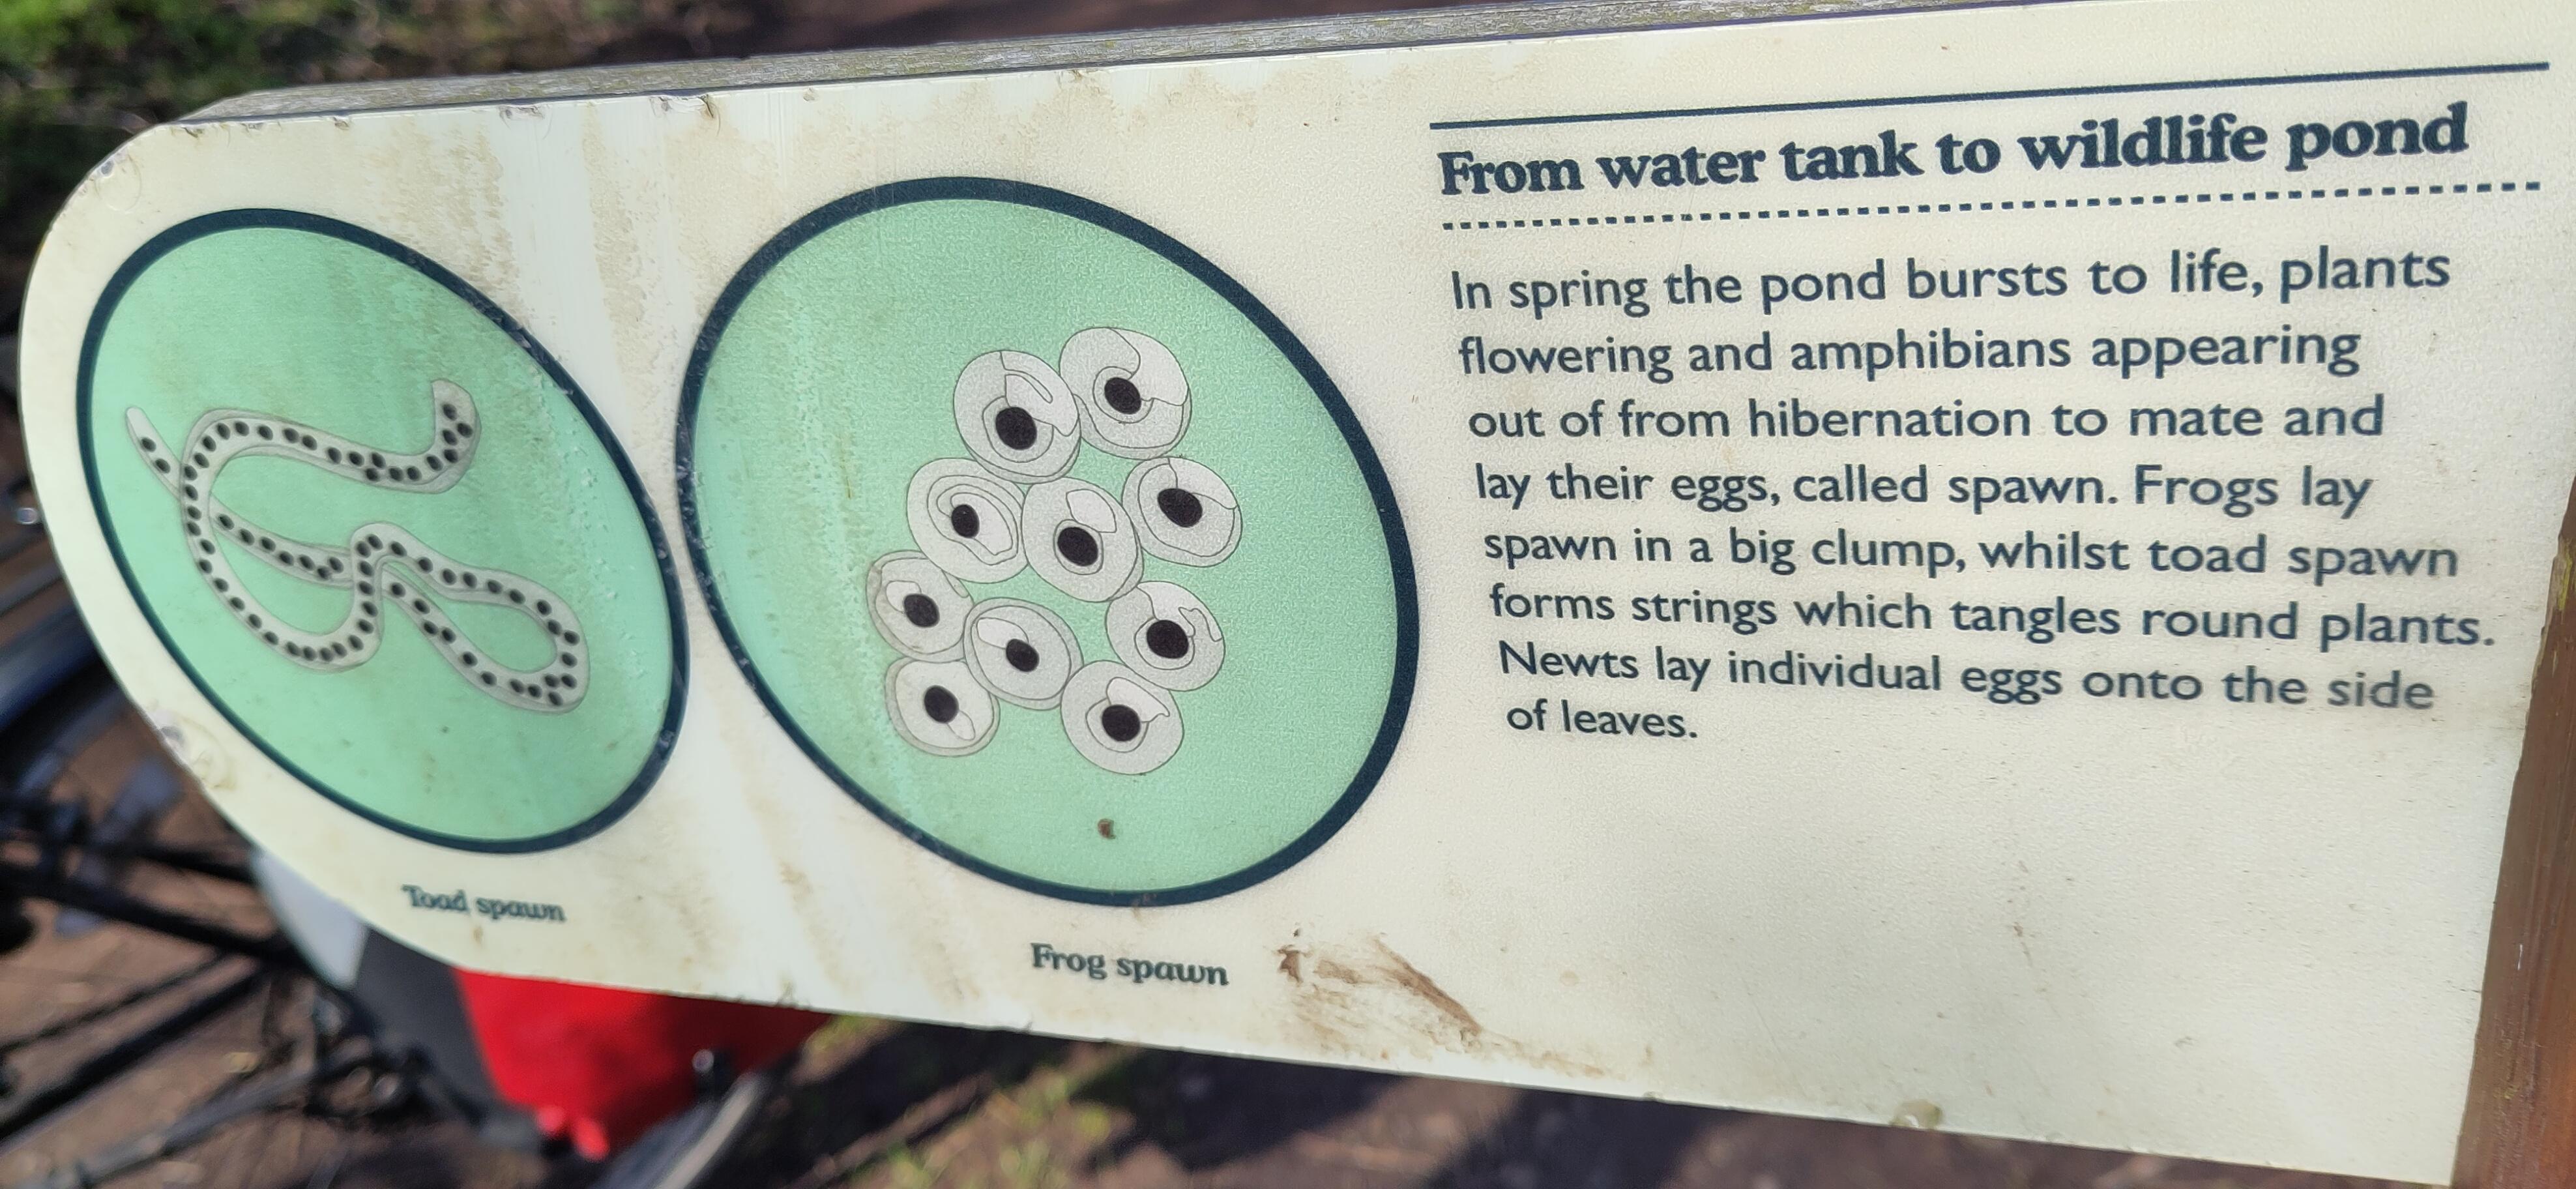 From water tank to wildlife pond
In spring the pond bursts to life, plants
flowering and amphibians appearing
out of from hibernation to mate and
lay their eggs, called spawn. Frogs lay
spawn in a big clump, whilst toad spawn
forms strings which tangles round plants.
Newts lay individual eggs onto the side
of leaves.
Toad spawn
Frog spawn